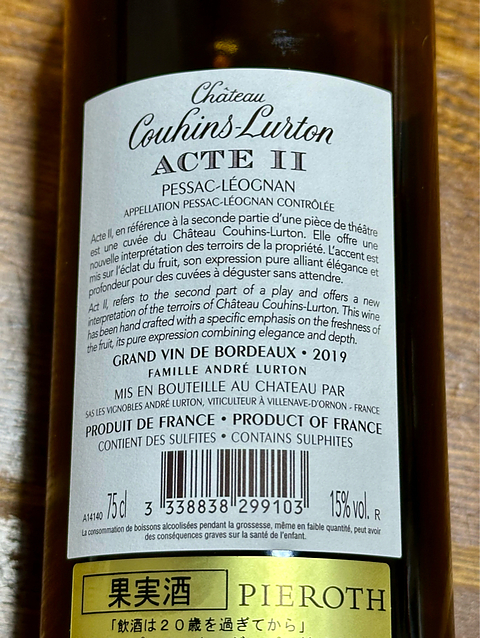 Château
Couhins-Lurton
ACTE II
PESSAC-LÉOGNAN
APPELLATION PESSAC-LÉOGNAN CONTRÔLÉE
Acte II, en référence à la seconde partie d'une pièce de théâtre
est une cuvée du Château Couhins-Lurton. Elle offre une
nouvelle interprétation des terroirs de la propriété. L'accent est
mis sur l'éclat du fruit, son expression pure alliant élégance et
profondeur pour des cuvées à déguster sans attendre.
Act II, refers to the second part of a play and offers a new
interpretation of the terroirs of Château Couhins-Lurton. This wine
has been hand crafted with a specific emphasis on the freshness of
the fruit, its pure expression combining elegance and depth.
GRAND VIN DE BORDEAUX • 2019
FAMILLE ANDRÉ LURTON
MIS EN BOUTEILLE AU CHATEAU PAR
SAS LES VIGNOBLES ANDRÉ LURTON, VITICULTEUR À VILLENAVE-D'ORNON - FRANCE
PRODUIT DE FRANCE • PRODUCT OF FRANCE
CONTIENT DES SULFITES • CONTAINS SULPHITES
A14140 75 cl 3 338838 299103 15% vol. R
La consommation de boissons alcoolisées pendant la grossesse, même en faible quantité, peut avoir
des conséquences graves sur la santé de l'enfant.
果実酒 PIEROTH
「飲酒は20歳を過ぎてから」